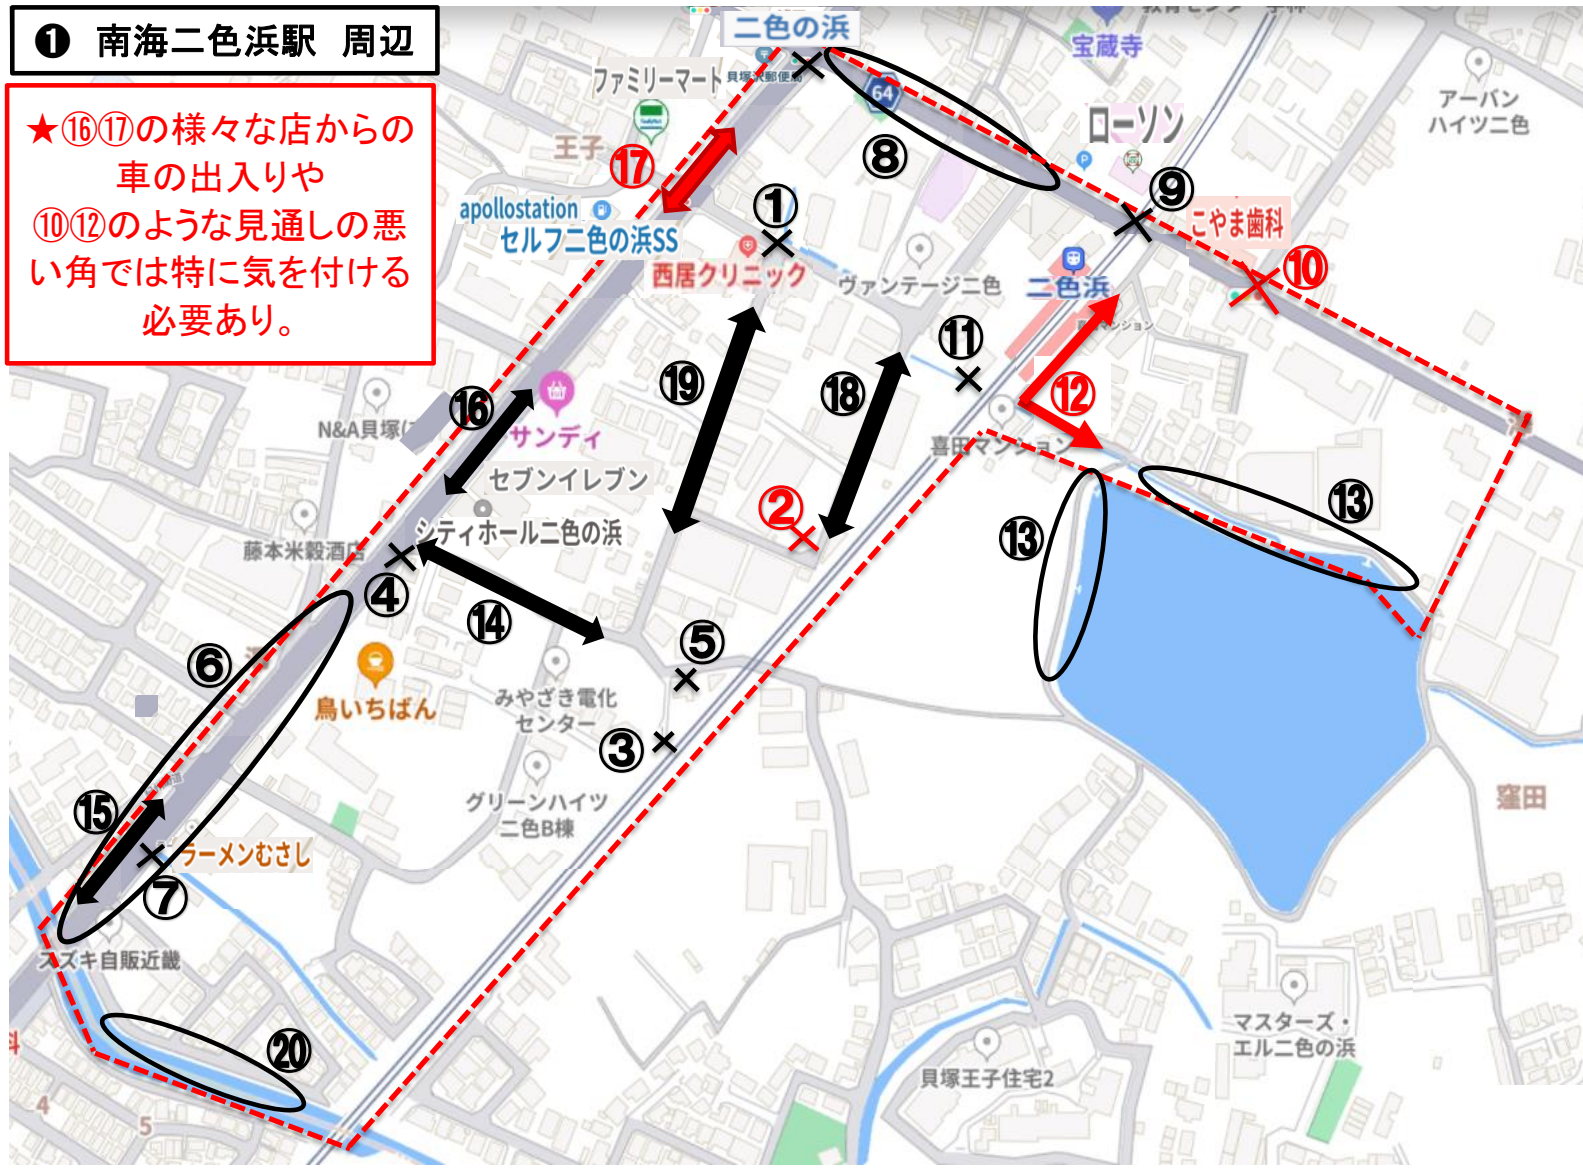 ❶ 南海二色浜駅 周辺
★⑯⑰の様々な店からの
車の出入りや
⑩⑫のような見通しの悪
い角では特に気を付ける
必要あり。
二色の浜
宝蔵寺
ファミリーマート
64
アーバン
ハイツ二色
王子
⑰
⑧
ローソン
P
⑨
こやま歯科
⑩
apollostation
セルフ二色の浜SS
①
西居クリニック
ヴァンテージ二色
二色浜
⑪
⑫
⑯
サンディ
⑲
⑱
N&A貝塚
喜田マンション
セブンイレブン
②
⑬
⑬
シティホール二色の浜
藤本米穀酒店
④
⑭
⑤
⑥
鳥いちばん
みやざき電化
センター
③
グリーンハイツ
二色B棟
窪田
⑮
ラーメンむさし
⑦
スズキ自販近畿
⑳
マスターズ・
エル二色の浜
貝塚王子住宅2
科
4
5